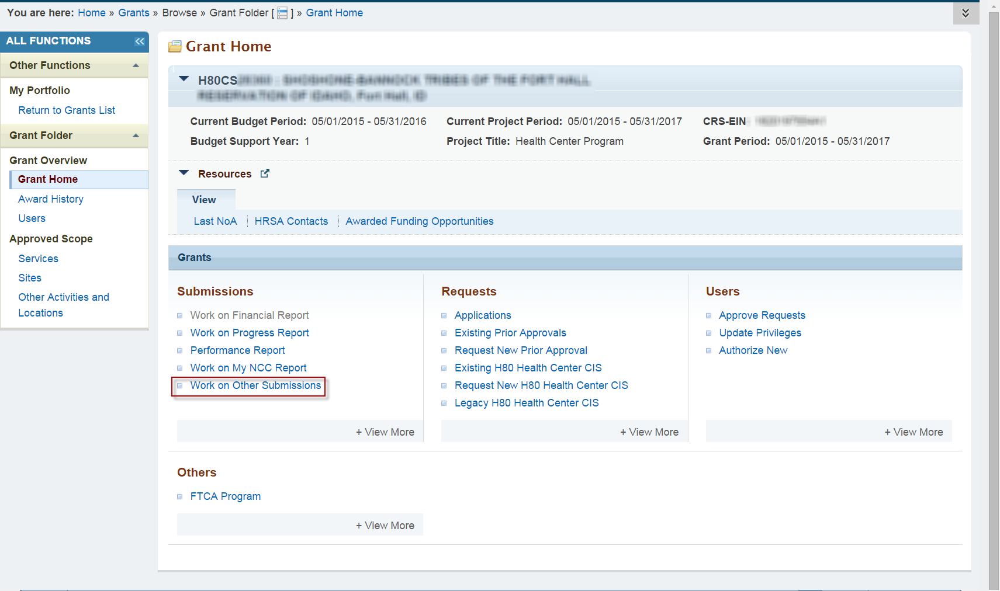 You are here: Home » Grants » Browse » Grant Folder [ ] » Grant Home
ALL FUNCTIONS
Other Functions
My Portfolio
Return to Grants List
Grant Folder
Grant Overview
Grant Home
Award History
Users
Approved Scope
Services
Sites
Other Activities and
Locations
Grant Home
H80CS
Current Budget Period: 05/01/2015 - 05/31/2016
Current Project Period: 05/01/2015 - 05/31/2017
CRS-EIN
Budget Support Year: 1
Project Title: Health Center Program
Grant Period: 05/01/2015 - 05/31/2017
Resources
View
Last NoA
HRSA Contacts
Awarded Funding Opportunities
Grants
Submissions
Work on Financial Report
Work on Progress Report
Performance Report
Work on My NCC Report
Work on Other Submissions
+ View More
Requests
Applications
Existing Prior Approvals
Request New Prior Approval
Existing H80 Health Center CIS
Request New H80 Health Center CIS
Legacy H80 Health Center CIS
+ View More
Users
Approve Requests
Update Privileges
Authorize New
+ View More
Others
FTCA Program
+ View More